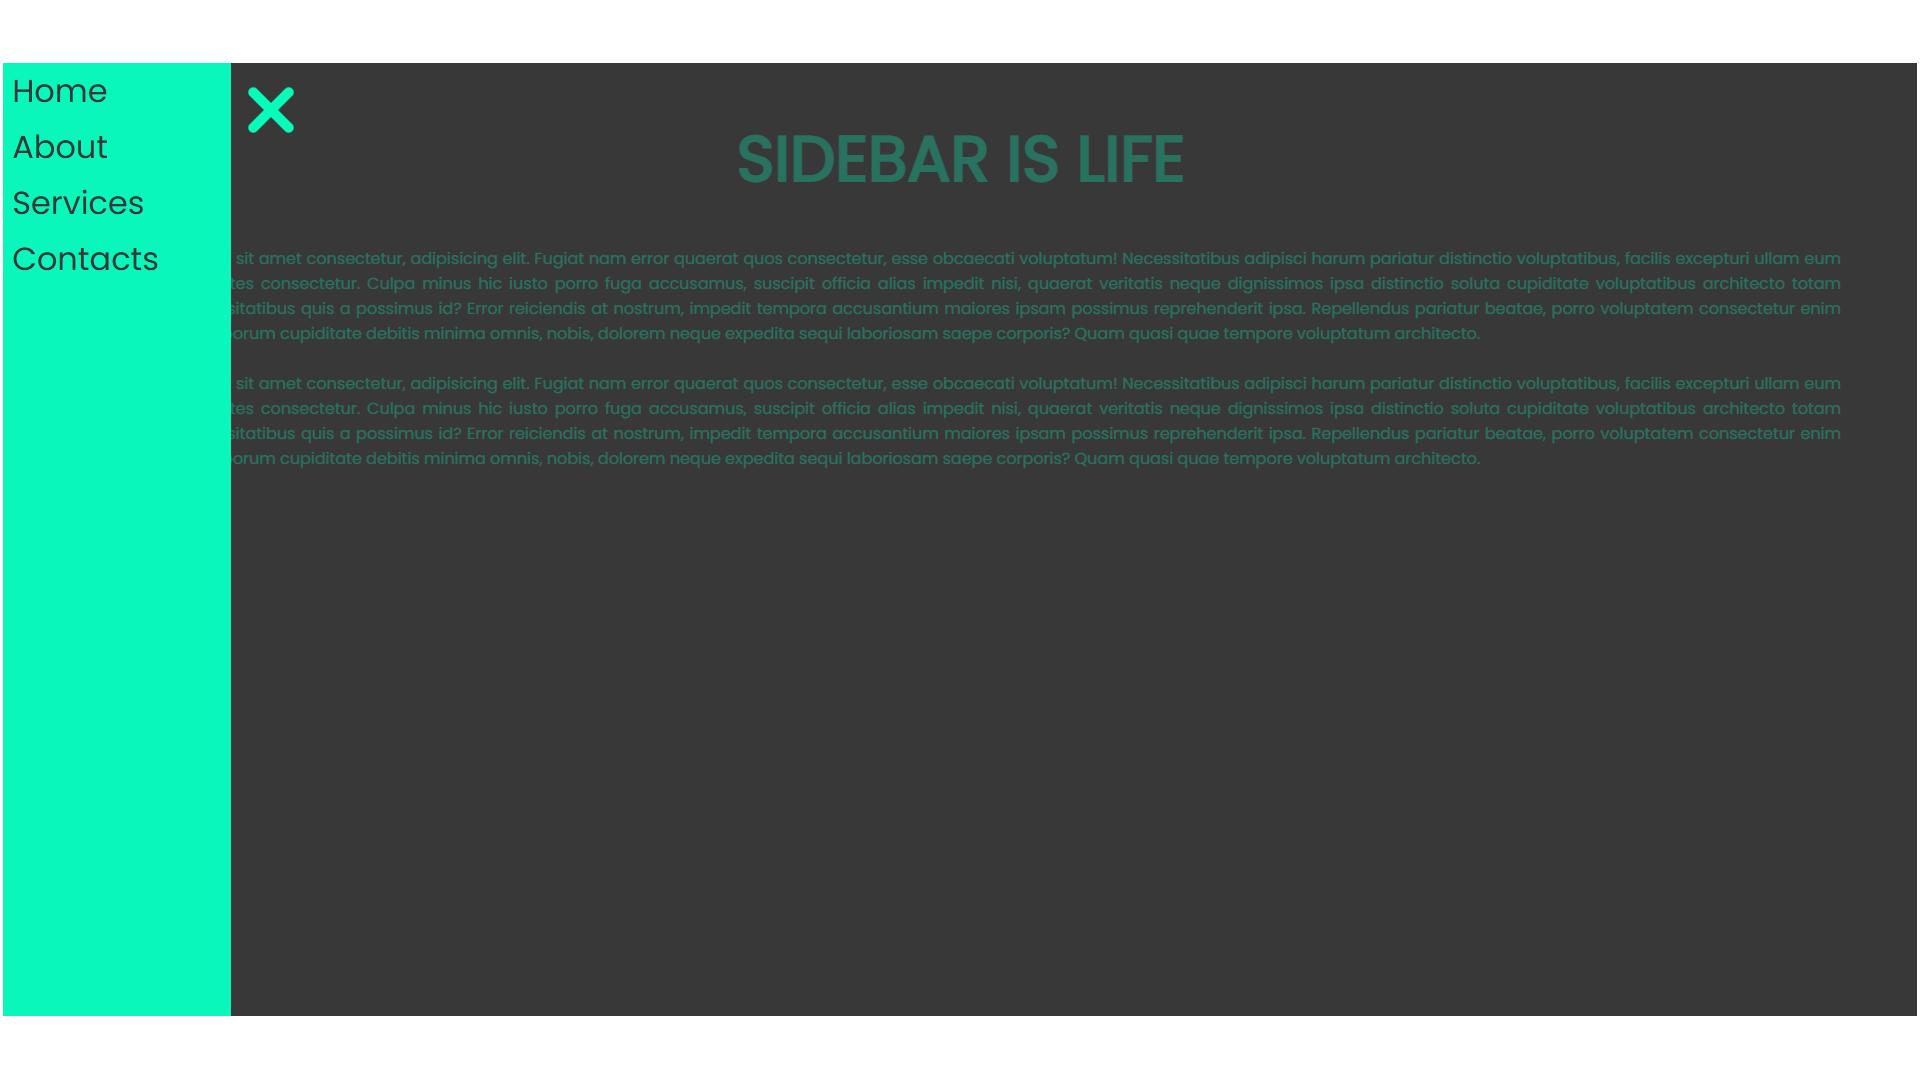 Home
About
Services
Contacts
SIDEBAR IS LIFE
sit amet consectetur, adipisicing elit. Fugiat nam error quaerat quos consectetur, esse obcaecati voluptatum! Necessitatibus adipisci harum pariatur distinctio voluptatibus, facilis excepturi ullam eum
consectetur. Culpa minus hic iusto porro fuga accusamus, suscipit officia alias impedit nisi, quaerat veritatis neque dignissimos ipsa distinctio soluta cupiditate voluptatibus architecto totam
quis a possimus id? Error reiciendis at nostrum, impedit tempora accusantium maiores ipsam possimus reprehenderit ipsa. Repellendus pariatur beatae, porro voluptatem consectetur enim
cupiditate debitis minima omnis, nobis, dolorem neque expedita sequi laboriosam saepe corporis? Quam quasi quae tempore voluptatum architecto.
sit amet consectetur, adipisicing elit. Fugiat nam error quaerat quos consectetur, esse obcaecati voluptatum! Necessitatibus adipisci harum pariatur distinctio voluptatibus, facilis excepturi ullam eum
consectetur. Culpa minus hic iusto porro fuga accusamus, suscipit officia alias impedit nisi, quaerat veritatis neque dignissimos ipsa distinctio soluta cupiditate voluptatibus architecto totam
quis a possimus id? Error reiciendis at nostrum, impedit tempora accusantium maiores ipsam possimus reprehenderit ipsa. Repellendus pariatur beatae, porro voluptatem consectetur enim
cupiditate debitis minima omnis, nobis, dolorem neque expedita sequi laboriosam saepe corporis? Quam quasi quae tempore voluptatum architecto.